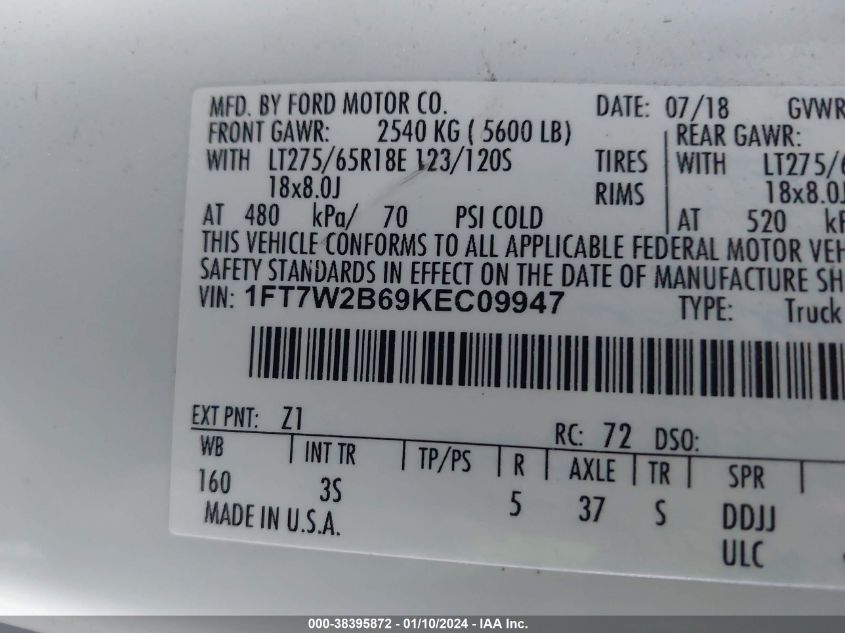 MFD. BY FORD MOTOR CO. DATE: 07/18 GVWR
FRONT GAWR: 2540 KG ( 5600 LB) REAR GAWR:
WITH LT275/65R18E 123/120S TIRES WITH LT275/6
18x8.0J RIMS 18x8.0J
AT 480 kPa/ 70 PSI COLD AT 520 kP
THIS VEHICLE CONFORMS TO ALL APPLICABLE FEDERAL MOTOR VEH
SAFETY STANDARDS IN EFFECT ON THE DATE OF MANUFACTURE SH
VIN: 1FT7W2B69KEC09947 TYPE: Truck
EXT PNT: Z1 RC: 72 DSO:
WB INT TR TP/PS R AXLE TR SPR
160 3S 5 37 S DDJJ
MADE IN U.S.A. ULC
000-38395872 - 01/10/2024 - IAA Inc.